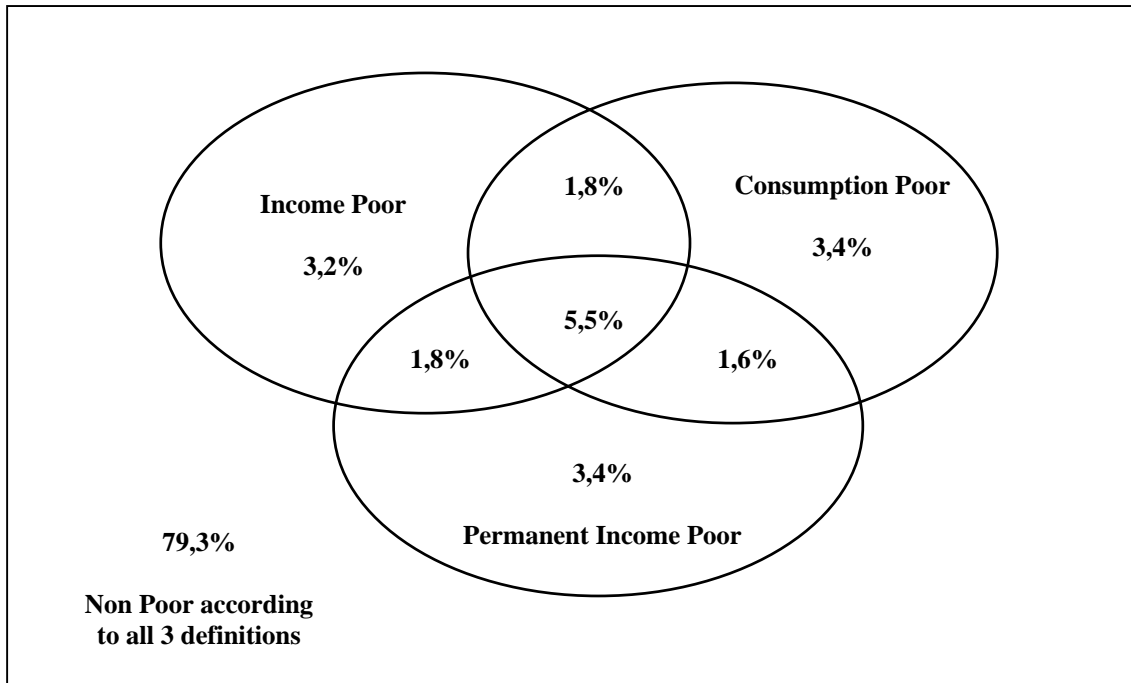 1,8%
Consumption Poor
Income Poor
3,4%
3,2%
5,5%
1,8%
1,6%
3,4%
Permanent Income Poor
79,3%
Non Poor according
to all 3 definitions